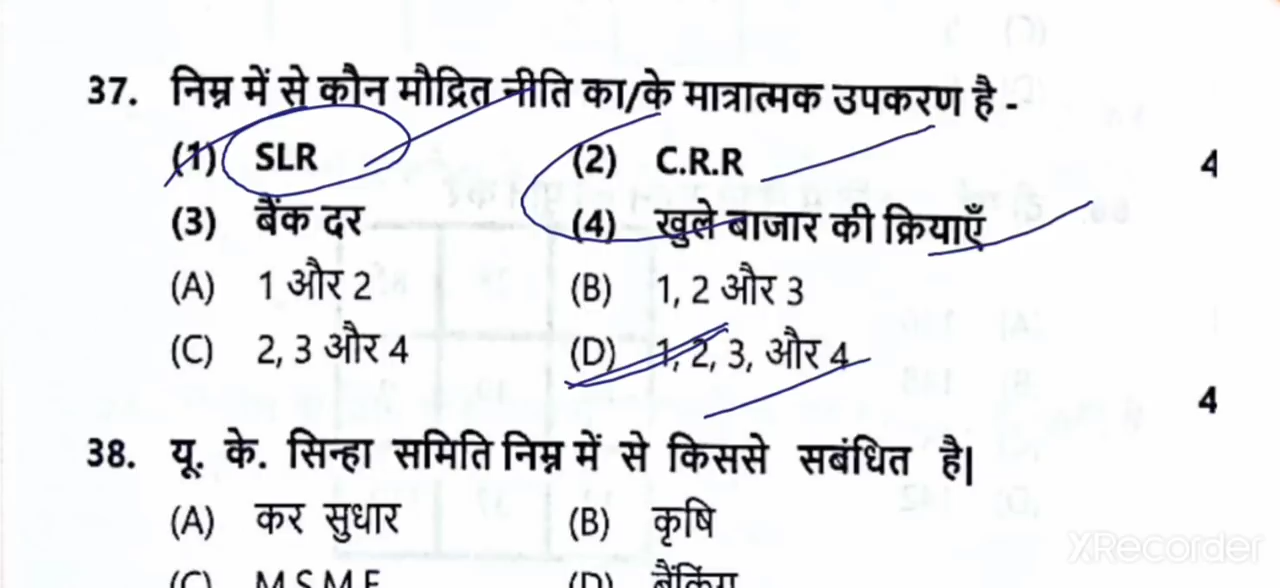 37. निम्न में से कौन मौद्रित नीति का/के मात्रात्मक उपकरण है -
(1) SLR (2) C.R.R 4
(3) बैंक दर (4) खुले बाजार की क्रियाएँ
(A) 1 और 2 (B) 1, 2 और 3
(C) 2, 3 और 4 (D) 1, 2, 3, और 4
4
38. यू. के. सिन्हा समिति निम्न में से किससे सबंधित है|
(A) कर सुधार (B) कृषि
(C) M.S.M.E (D) बैंकिंग
XRecorder